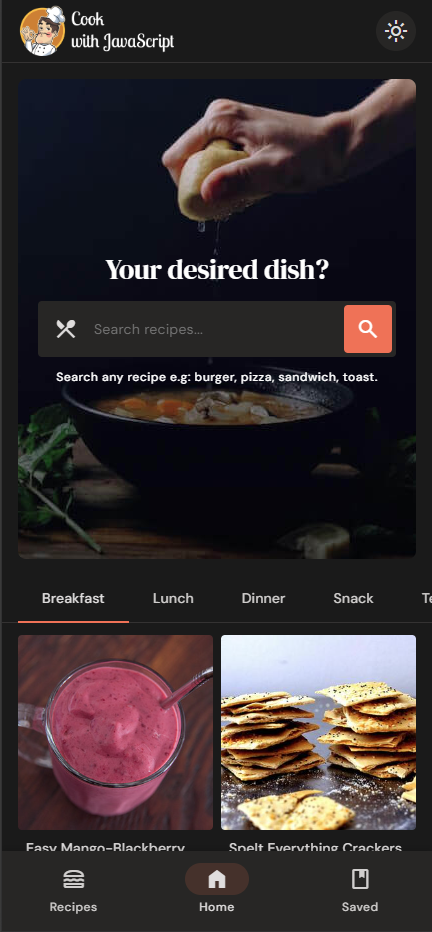 Cook
with JavaScript
Your desired dish?
Search recipes...
Search any recipe e.g: burger, pizza, sandwich, toast.
Breakfast Lunch Dinner Snack Te
Easy Mango-Blackberry Spelt Everything Crackers
Recipes Home Saved